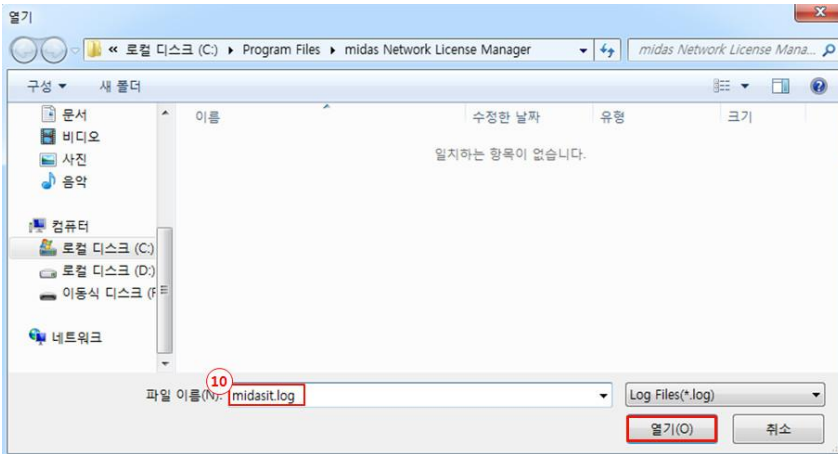 열기
« 로컬 디스크 (C:) ▸ Program Files ▸ midas Network License Manager
midas Network License Mana...
구성 새 폴더
이름 수정한 날짜 유형 크기
일치하는 항목이 없습니다.
문서
비디오
사진
음악
컴퓨터
로컬 디스크 (C:)
로컬 디스크 (D:)
이동식 디스크 (F
네트워크
10
파일 이름(N): midasit.log
Log Files(*.log)
열기(O) 취소